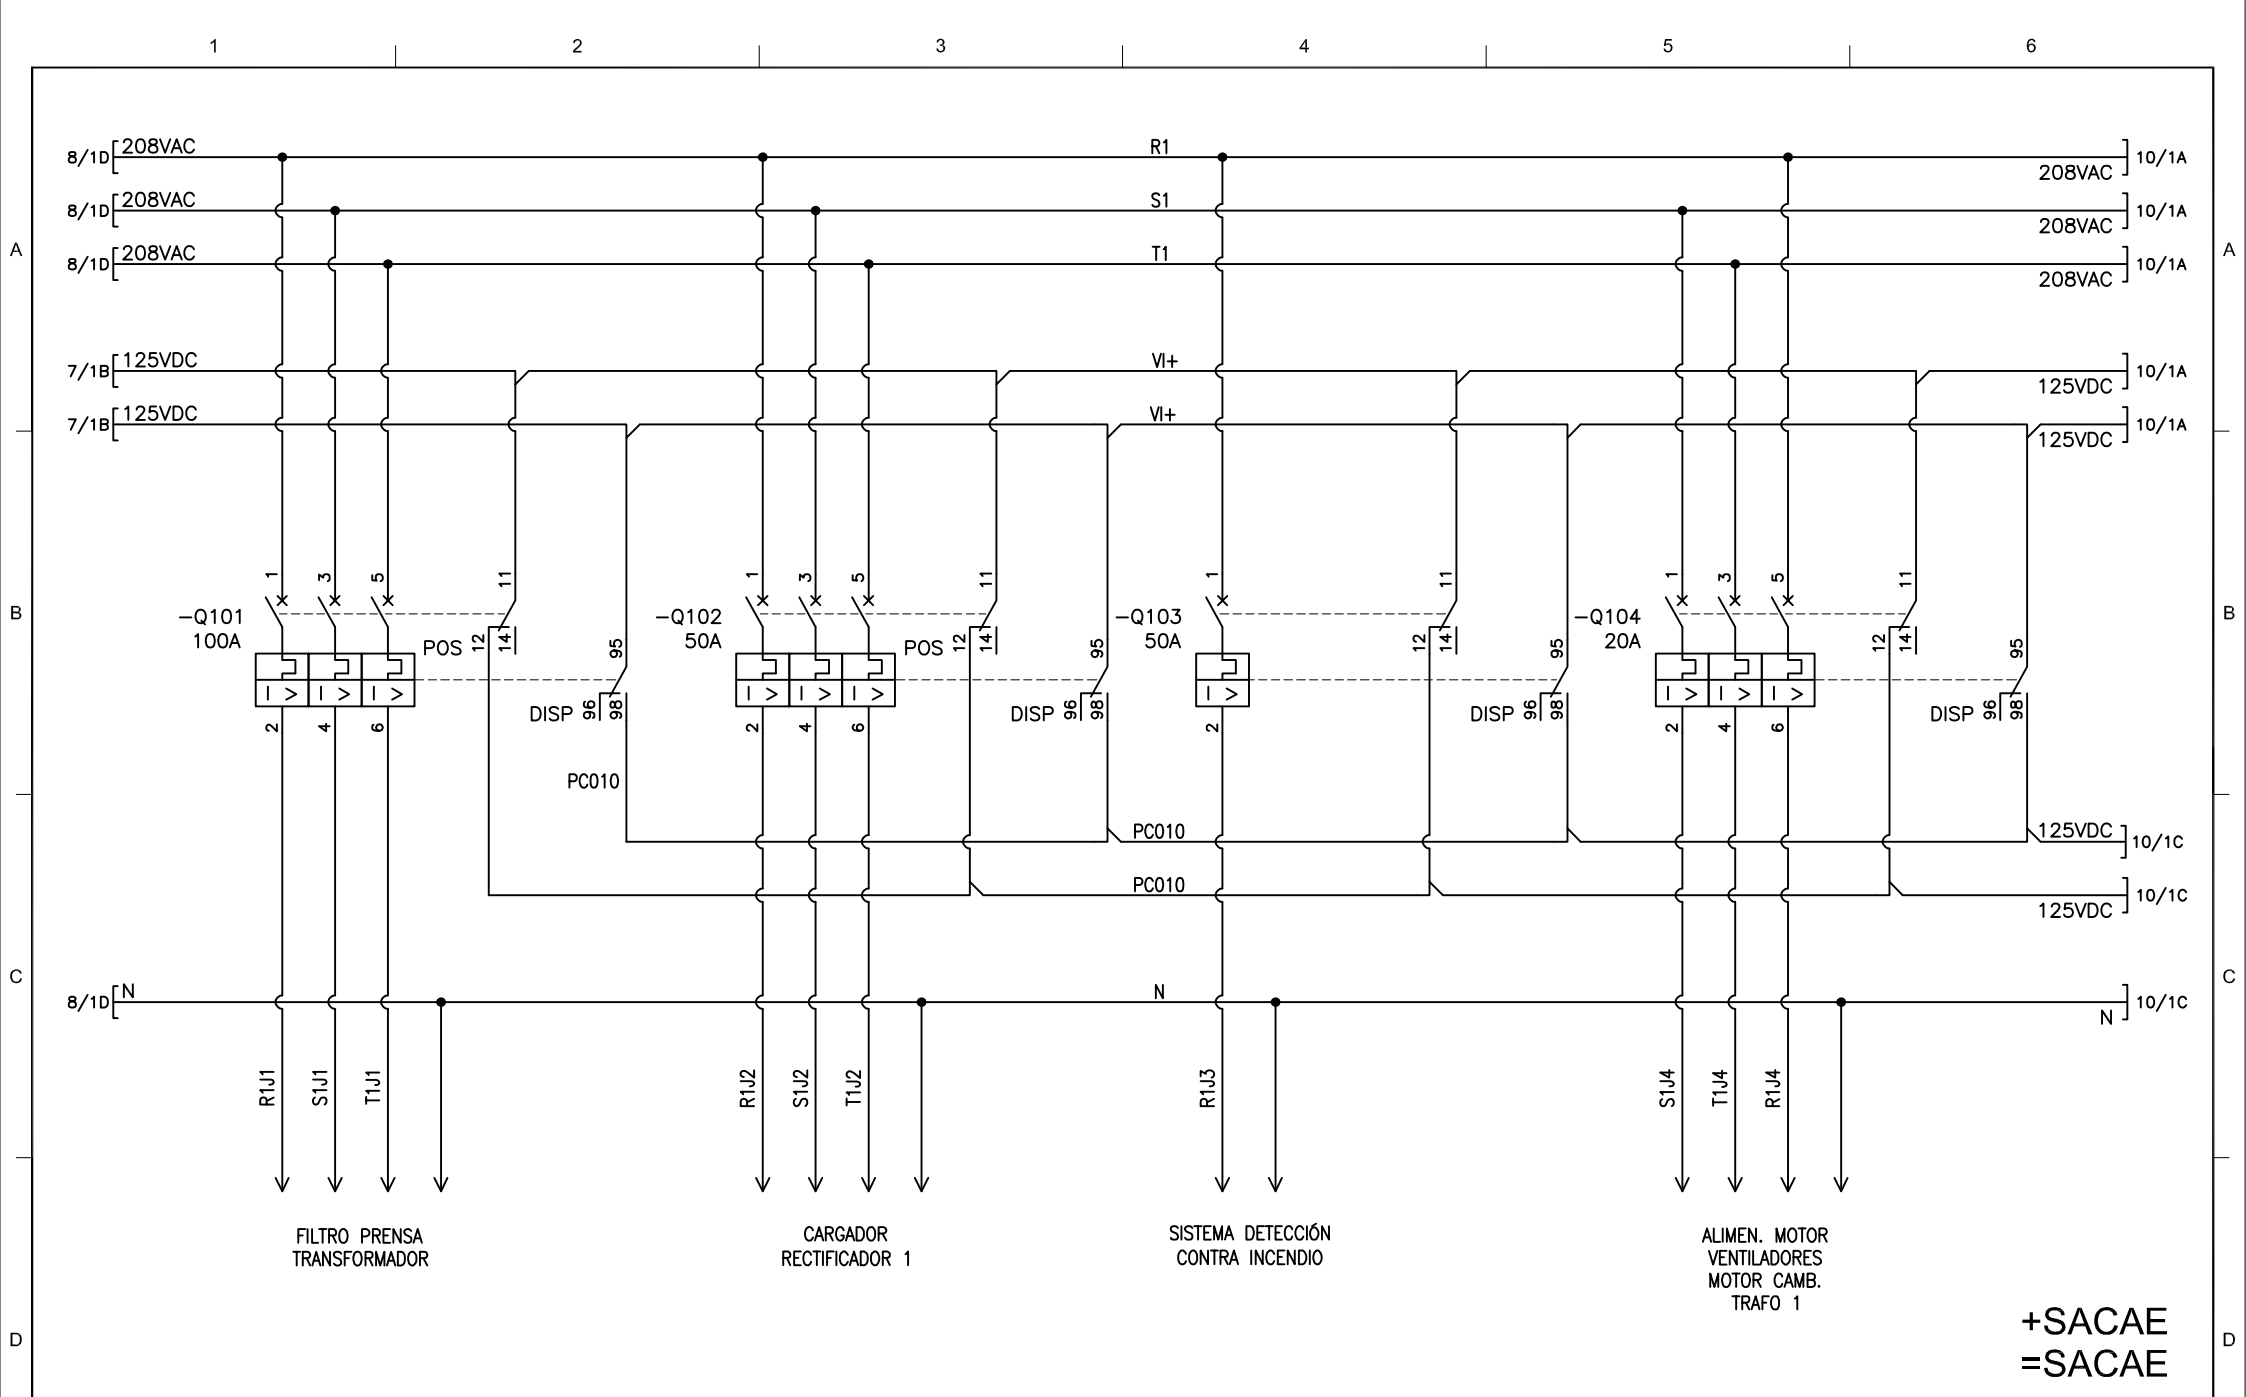 1 2 3 4 5 6
8/1D 208VAC R1 208VAC 10/1A
8/1D 208VAC S1 208VAC 10/1A
A A
8/1D 208VAC T1 208VAC 10/1A
7/1B 125VDC VI+ 125VDC 10/1A
7/1B 125VDC VI+ 125VDC 10/1A
1 3 5 11 1 3 5 11 1 11 1 3 5 11
B B
-Q101 -Q102 -Q103 -Q104
100A 50A 50A 20A
POS 12 14 95 POS 12 14 95 12 14 95 12 14 95
I > I > I > I > I > I > I > I > I > I >
DISP 96 98 DISP 96 98 DISP 96 98 DISP 96 98
2 4 6 2 4 6 2 2 4 6
PC010
PC010 125VDC 10/1C
PC010 125VDC 10/1C
C C
8/1D N N N 10/1C
R1J1 S1J1 T1J1 R1J2 S1J2 T1J2 R1J3 S1J4 T1J4 R1J4
FILTRO PRENSA
TRANSFORMADOR
CARGADOR
RECTIFICADOR 1
SISTEMA DETECCIÓN
CONTRA INCENDIO
ALIMEN. MOTOR
VENTILADORES
MOTOR CAMB.
TRAFO 1
D D
+SACAE
=SACAE